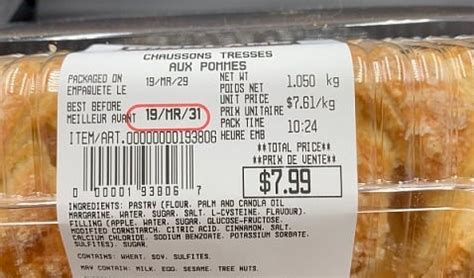 CHAUSSONS TRESSES
AUX POMMES
PACKAGED ON
EMPAQUETE LE
19/MR/29
BEST BEFORE
MEILLEUR AVANT
19/MR/31
NET WT
POIDS NET
1.050 kg
UNIT PRICE
PRIX UNITAIRE
$7.61/kg
PACK TIME
HEURE EMB
10:24
ITEM/ART.00000000193806
**TOTAL PRICE**
**PRIX DE VENTE**
$7.99
0 00001 93806 7
INGREDIENTS: PASTRY (FLOUR, PALM AND CANOLA OIL
MARGARINE, WATER, SUGAR, SALT, L-CYSTEINE, FLAVOUR).
FILLING (APPLE, WATER, SUGAR, GLUCOSE-FRUCTOSE,
MODIFIED CORNSTARCH, CITRIC ACID, CINNAMON, SALT,
CALCIUM CHLORIDE, SODIUM BENZOATE, POTASSIUM SORBATE,
SULFITES), SUGAR.
CONTAINS: WHEAT, SOY, SULFITES.
MAY CONTAIN: MILK, EGG, SESAME, TREE NUTS.